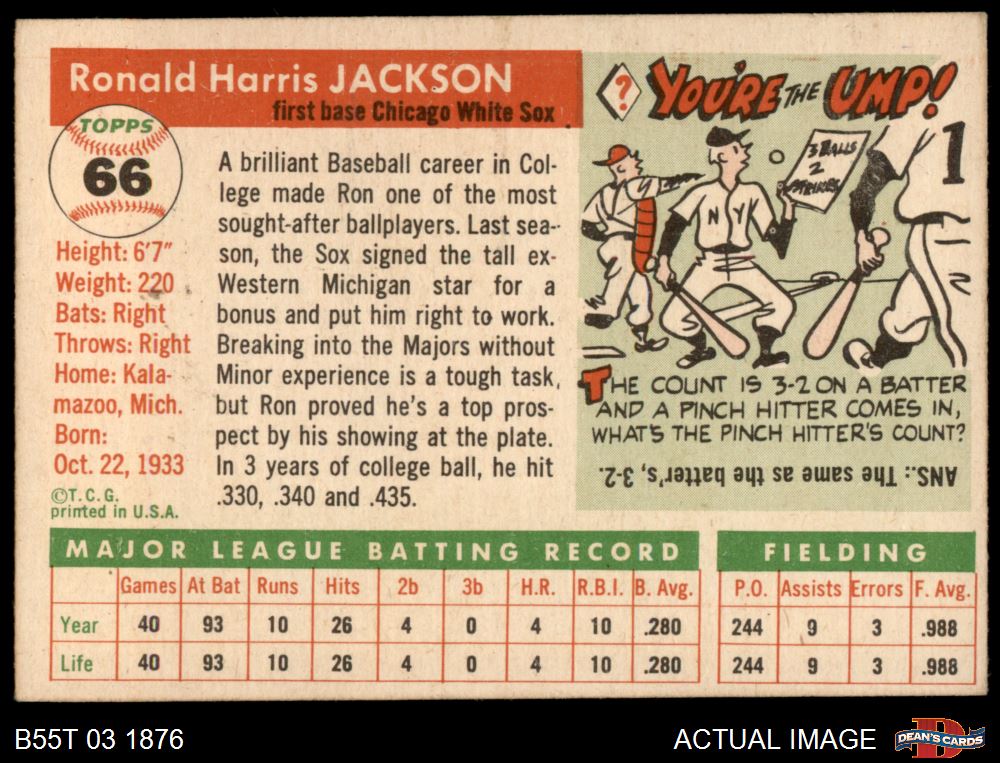 Ronald Harris JACKSON
first base Chicago White Sox
TOPPS
66
Height: 6'7"
Weight: 220
Bats: Right
Throws: Right
Home: Kala-
mazoo, Mich.
Born:
Oct. 22, 1933
©T.C.G.
printed in U.S.A.
A brilliant Baseball career in Col-
lege made Ron one of the most
sought-after ballplayers. Last sea-
son, the Sox signed the tall ex-
Western Michigan star for a
bonus and put him right to work.
Breaking into the Majors without
Minor experience is a tough task,
but Ron proved he's a top pros-
pect by his showing at the plate.
In 3 years of college ball, he hit
.330, .340 and .435.
? YOU'RE THE UMP!
3 BALLS
2
STRIKES
N Y
1
THE COUNT IS 3-2 ON A BATTER
AND A PINCH HITTER COMES IN,
WHAT'S THE PINCH HITTER'S COUNT?
ANS.: The same as the batter's, 3-2.
MAJOR LEAGUE BATTING RECORD
Games At Bat Runs Hits 2b 3b H.R. R.B.I. B. Avg.
Year 40 93 10 26 4 0 4 10 .280
Life 40 93 10 26 4 0 4 10 .280
FIELDING
P.O. Assists Errors F. Avg.
244 9 3 .988
244 9 3 .988
B55T 03 1876
ACTUAL IMAGE
DEAN'S CARDS